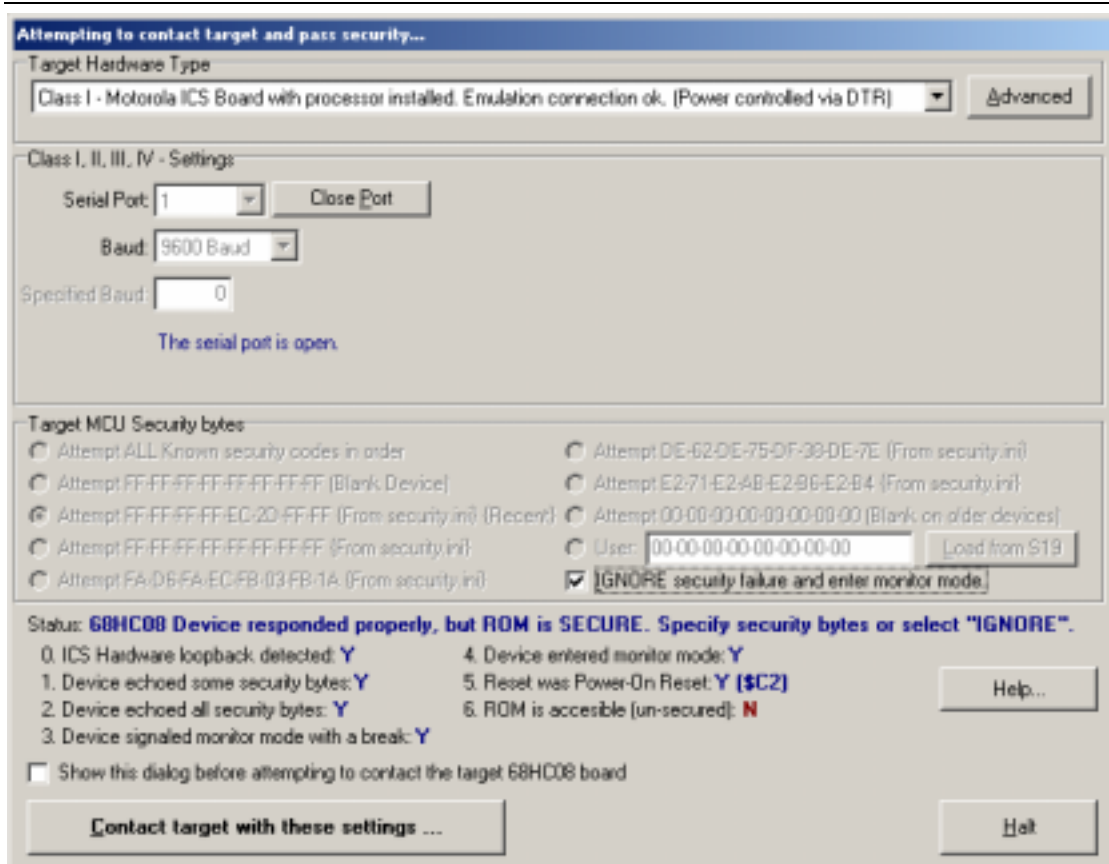 Attempting to contact target and pass security...
Target Hardware Type
Class I - Motorola ICS Board with processor installed. Emulation connection ok. (Power controlled via DTR)
Advanced
Class I, II, III, IV - Settings
Serial Port: 1
Close Port
Baud: 9600 Baud
Specified Baud: 0
The serial port is open.
Target MCU Security bytes
Attempt ALL Known security codes in order
Attempt FF-FF-FF-FF-FF-FF-FF-FF (Blank Device)
Attempt FF-FF-FF-FF-EC-2D-FF-FF (From security.ini) (Recent)
Attempt FF-FF-FF-FF-FF-FF-FF-FF (From security.ini)
Attempt FA-D6-FA-EC-FB-03-FB-1A (From security.ini)
Attempt DE-62-DE-75-DF-38-DE-7E (From security.ini)
Attempt E2-71-E2-AB-E2-B6-E2-B4 (From security.ini)
Attempt 00-00-00-00-00-00-00-00 (Blank on older devices)
User: 00-00-00-00-00-00-00-00
Load from S19
IGNORE security failure and enter monitor mode.
Status: 68HC08 Device responded properly, but ROM is SECURE. Specify security bytes or select "IGNORE".
0. ICS Hardware loopback detected: Y
1. Device echoed some security bytes: Y
2. Device echoed all security bytes: Y
3. Device signaled monitor mode with a break: Y
4. Device entered monitor mode: Y
5. Reset was Power-On Reset: Y ($C2)
6. ROM is accesible (un-secured): N
Help...
Show this dialog before attempting to contact the target 68HC08 board
Contact target with these settings ...
Halt